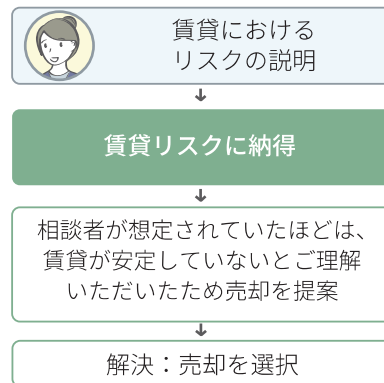 賃貸における
リスクの説明
賃貸リスクに納得
相談者が想定されていたほどは、
賃貸が安定していないとご理解
いただいたため売却を提案
解決：売却を選択